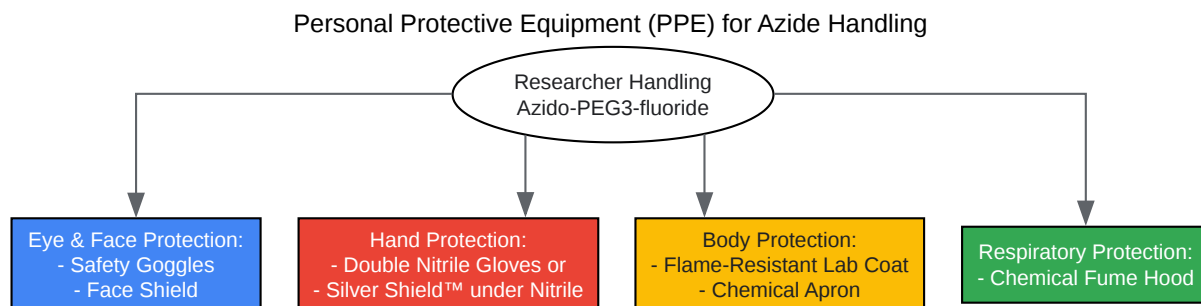 Personal Protective Equipment (PPE) for Azide Handling
Researcher Handling
Azido-PEG3-fluoride
Eye & Face Protection:
- Safety Goggles
- Face Shield
Hand Protection:
- Double Nitrile Gloves or
- Silver Shield™ under Nitrile
Body Protection:
- Flame-Resistant Lab Coat
- Chemical Apron
Respiratory Protection:
- Chemical Fume Hood